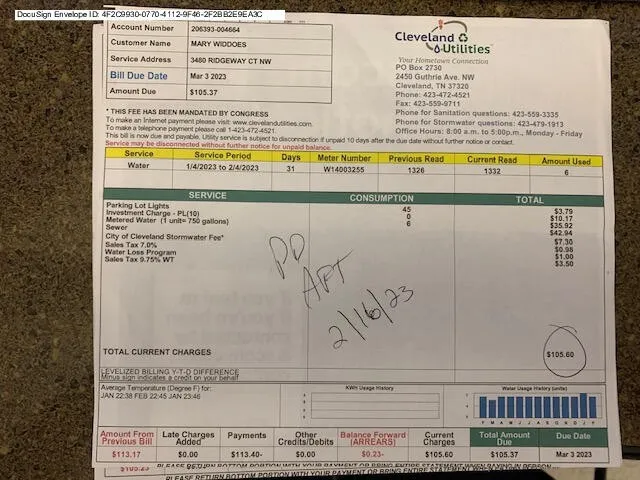 DocuSign Envelope ID: 4F2C9930-0770-4112-9F46-2F2BB2E9EA3C
Account Number 206393-004664
Customer Name MARY WIDDOES
Service Address 3480 RIDGEWAY CT NW
Bill Due Date Mar 3 2023
Amount Due $105.37
Cleveland Utilities
Your Hometown Connection
PO Box 2730
2450 Guthrie Ave. NW
Cleveland, TN 37320
Phone: 423-472-4521
Fax: 423-559-9711
Phone for Sanitation questions: 423-559-3335
Phone for Stormwater questions: 423-479-1913
Office Hours: 8:00 a.m. to 5:00p.m., Monday - Friday
* THIS FEE HAS BEEN MANDATED BY CONGRESS
To make an Internet payment please visit: www.clevelandutilities.com.
To make a telephone payment please call 1-423-472-4521.
This bill is now due and payable. Utility service is subject to disconnection if unpaid 10 days after the due date without further notice or contact.
Service may be disconnected without further notice for unpaid balance.
Service Service Period Days Meter Number Previous Read Current Read Amount Used
Water 1/4/2023 to 2/4/2023 31 W14003255 1326 1332 6
SERVICE CONSUMPTION TOTAL
Parking Lot Lights 45 $3.79
Investment Charge - PL(10) 0 $10.17
Metered Water (1 unit= 750 gallons) 6 $35.92
Sewer $42.94
City of Cleveland Stormwater Fee* $7.30
Sales Tax 7.0% $0.98
Water Loss Program $1.00
Sales Tax 9.75% WT $3.50
PD
AFT
2/16/23
TOTAL CURRENT CHARGES $105.60
LEVELIZED BILLING Y-T-D DIFFERENCE
Minus sign indicates a credit on your behalf
Average Temperature (Degree F) for:
JAN 22:38 FEB 22:45 JAN 23:46
KWH Usage History
Water Usage History (units)
F M A M J J A S O N D J F
Amount From Previous Bill Late Charges Added Payments Other Credits/Debits Balance Forward (ARREARS) Current Charges Total Amount Due Due Date
$113.17 $0.00 $113.40- $0.00 $0.23- $105.60 $105.37 Mar 3 2023
PLEASE RETURN BOTTOM PORTION WITH YOUR PAYMENT OR BRING ENTIRE STATEMENT WHEN PAYING IN PERSON
$105.23
PLEASE RETURN BOTTOM PORTION WITH YOUR PAYMENT OR BRING ENTIRE STATEMENT